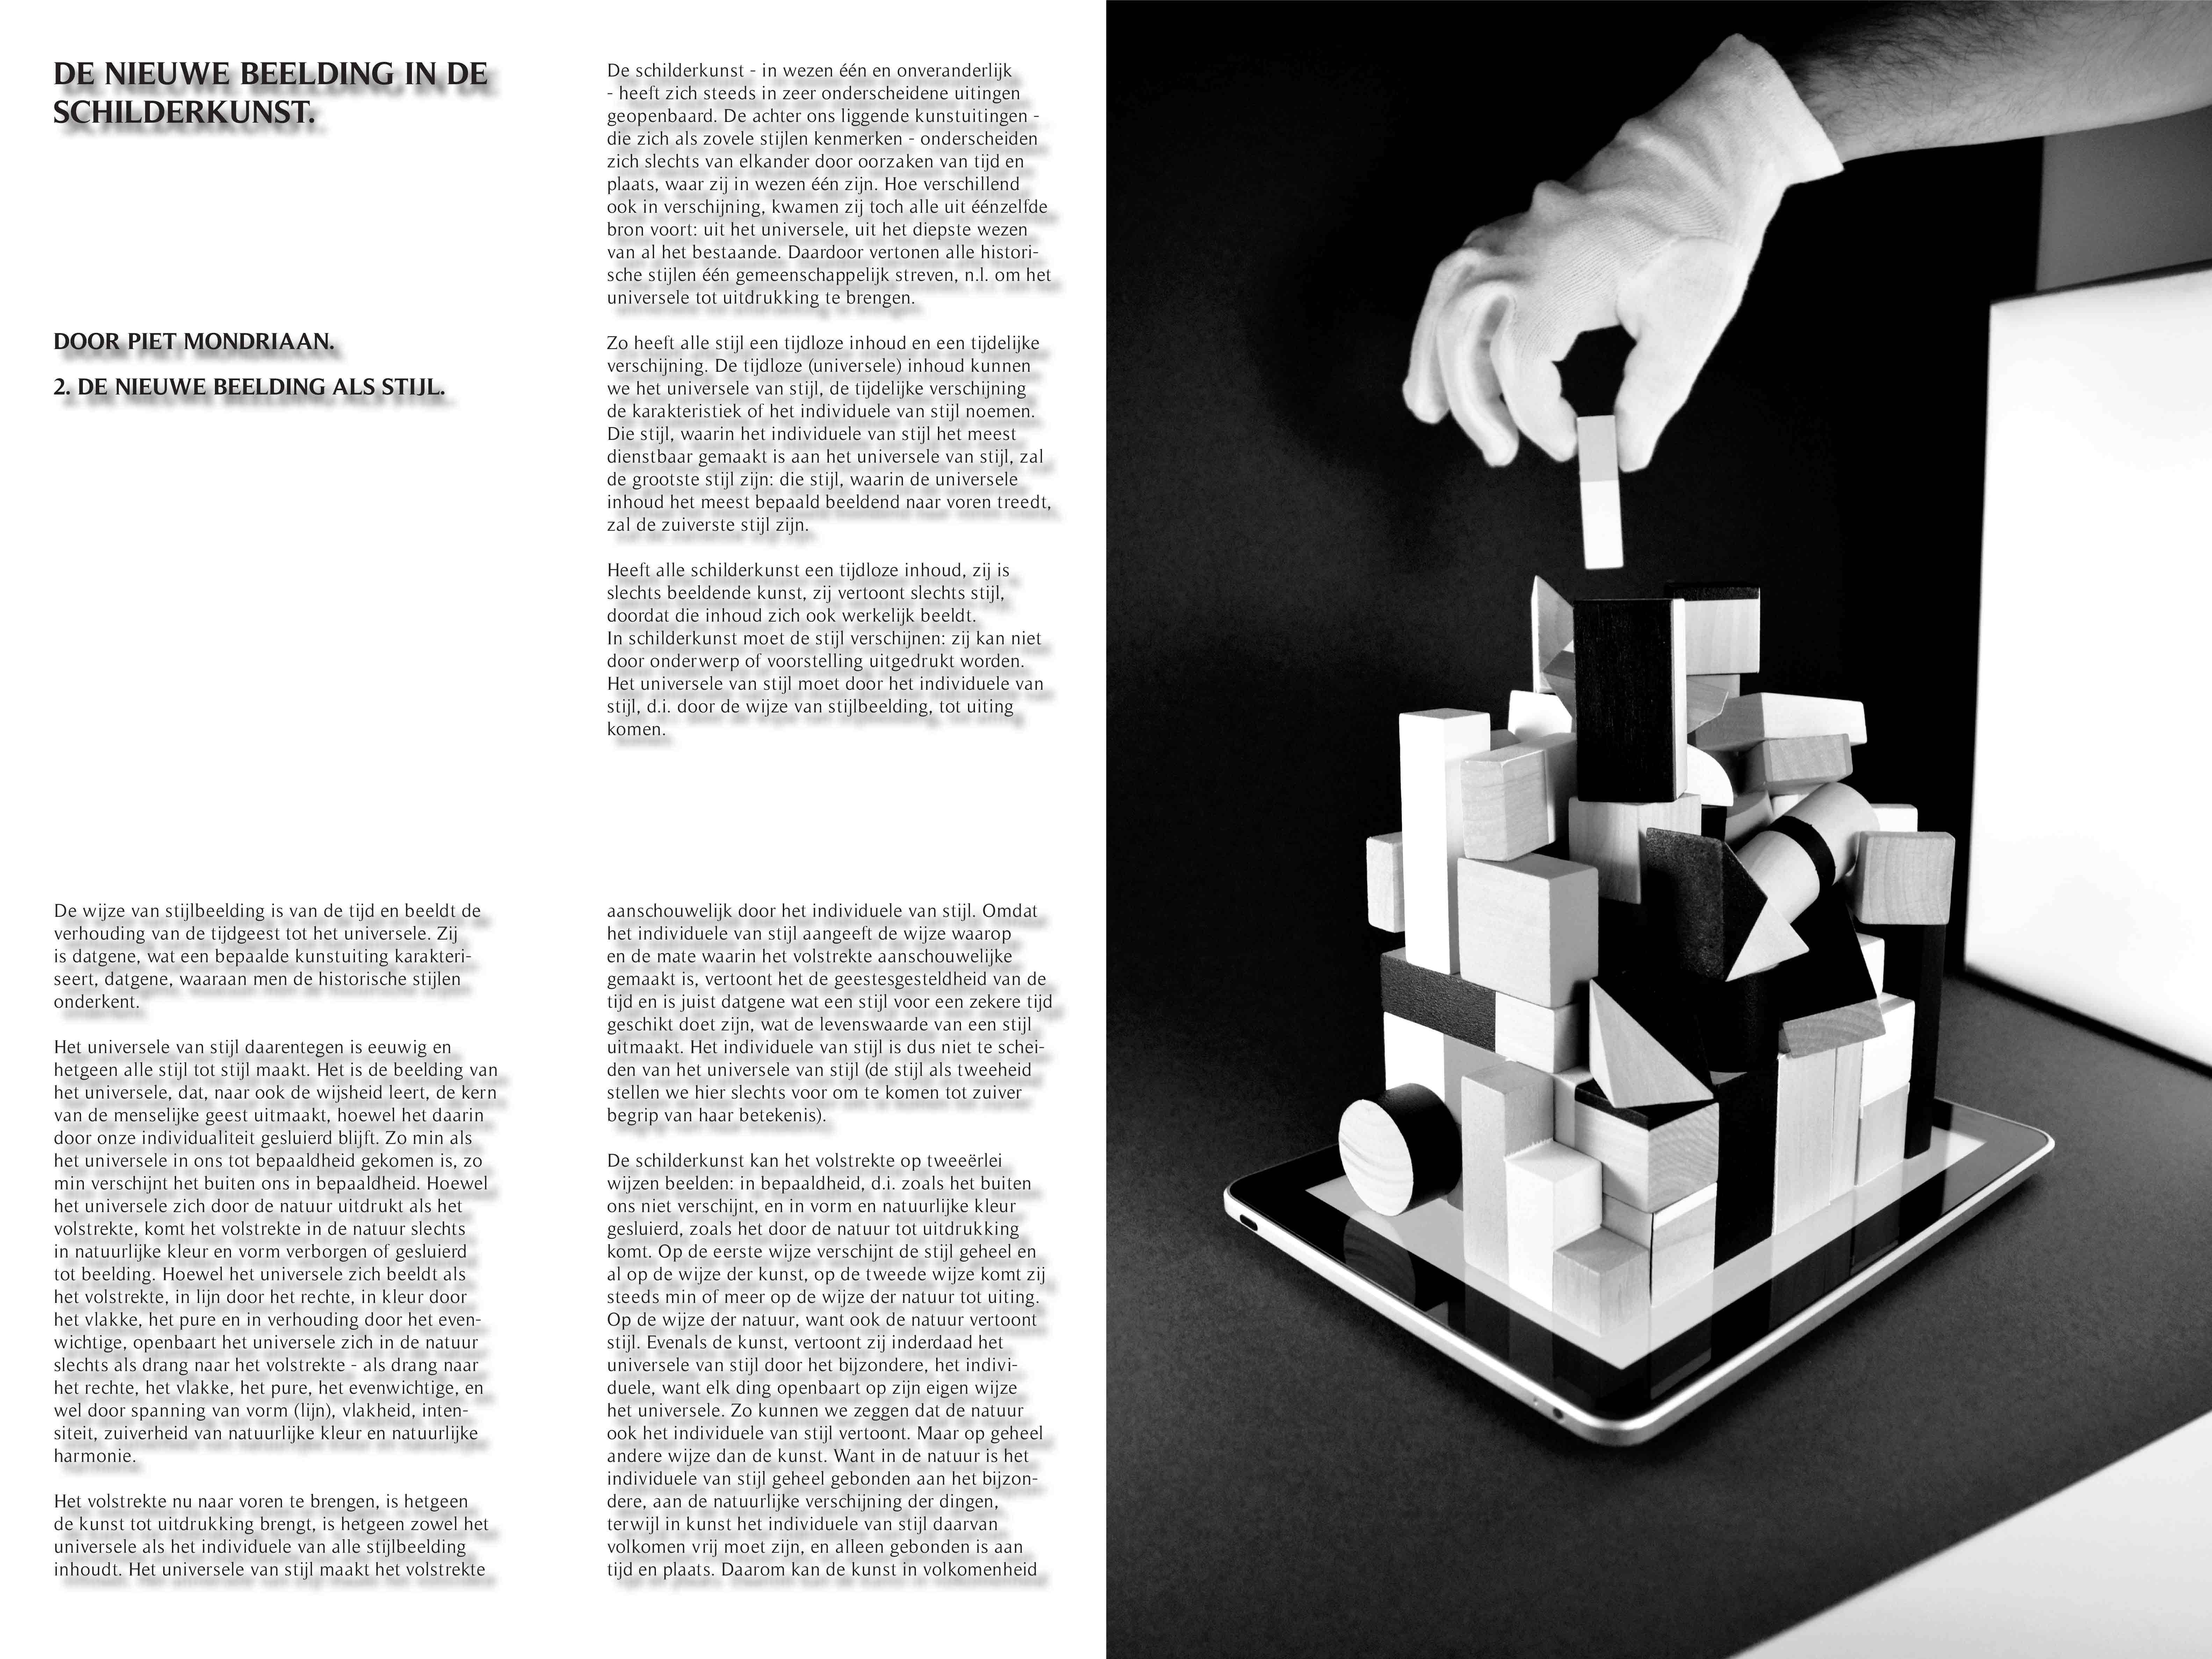 DE NIEUWE BEELDING IN DE
SCHILDERKUNST.
DOOR PIET MONDRIAAN.
2. DE NIEUWE BEELDING ALS STIJL.
De schilderkunst - in wezen één en onveranderlijk
- heeft zich steeds in zeer onderscheidene uitingen
geopenbaard. De achter ons liggende kunstuitingen -
die zich als zovele stijlen kenmerken - onderscheiden
zich slechts van elkander door oorzaken van tijd en
plaats, waar zij in wezen één zijn. Hoe verschillend
ook in verschijning, kwamen zij toch alle uit éénzelfde
bron voort: uit het universele, uit het diepste wezen
van al het bestaande. Daardoor vertonen alle histori-
sche stijlen één gemeenschappelijk streven, n.l. om het
universele tot uitdrukking te brengen.
Zo heeft alle stijl een tijdloze inhoud en een tijdelijke
verschijning. De tijdloze (universele) inhoud kunnen
we het universele van stijl, de tijdelijke verschijning
de karakteristiek of het individuele van stijl noemen.
Die stijl, waarin het individuele van stijl het meest
dienstbaar gemaakt is aan het universele van stijl, zal
de grootste stijl zijn: die stijl, waarin de universele
inhoud het meest bepaald beeldend naar voren treedt,
zal de zuiverste stijl zijn.
Heeft alle schilderkunst een tijdloze inhoud, zij is
slechts beeldende kunst, zij vertoont slechts stijl,
doordat die inhoud zich ook werkelijk beeldt.
In schilderkunst moet de stijl verschijnen: zij kan niet
door onderwerp of voorstelling uitgedrukt worden.
Het universele van stijl moet door het individuele van
stijl, d.i. door de wijze van stijlbeelding, tot uiting
komen.
De wijze van stijlbeelding is van de tijd en beeldt de
verhouding van de tijdgeest tot het universele. Zij
is datgene, wat een bepaalde kunstuiting karakteri-
seert, datgene, waaraan men de historische stijlen
onderkent.
Het universele van stijl daarentegen is eeuwig en
hetgeen alle stijl tot stijl maakt. Het is de beelding van
het universele, dat, naar ook de wijsheid leert, de kern
van de menselijke geest uitmaakt, hoewel het daarin
door onze individualiteit gesluierd blijft. Zo min als
het universele in ons tot bepaaldheid gekomen is, zo
min verschijnt het buiten ons in bepaaldheid. Hoewel
het universele zich door de natuur uitdrukt als het
volstrekte, komt het volstrekte in de natuur slechts
in natuurlijke kleur en vorm verborgen of gesluierd
tot beelding. Hoewel het universele zich beeldt als
het volstrekte, in lijn door het rechte, in kleur door
het vlakke, het pure en in verhouding door het even-
wichtige, openbaart het universele zich in de natuur
slechts als drang naar het volstrekte - als drang naar
het rechte, het vlakke, het pure, het evenwichtige, en
wel door spanning van vorm (lijn), vlakheid, inten-
siteit, zuiverheid van natuurlijke kleur en natuurlijke
harmonie.
Het volstrekte nu naar voren te brengen, is hetgeen
de kunst tot uitdrukking brengt, is hetgeen zowel het
universele als het individuele van alle stijlbeelding
inhoudt. Het universele van stijl maakt het volstrekte
aanschouwelijk door het individuele van stijl. Omdat
het individuele van stijl aangeeft de wijze waarop
en de mate waarin het volstrekte aanschouwelijke
gemaakt is, vertoont het de geestesgesteldheid van de
tijd en is juist datgene wat een stijl voor een zekere tijd
geschikt doet zijn, wat de levenswaarde van een stijl
uitmaakt. Het individuele van stijl is dus niet te schei-
den van het universele van stijl (de stijl als tweeheid
stellen we hier slechts voor om te komen tot zuiver
begrip van haar betekenis).
De schilderkunst kan het volstrekte op tweeërlei
wijzen beelden: in bepaaldheid, d.i. zoals het buiten
ons niet verschijnt, en in vorm en natuurlijke kleur
gesluierd, zoals het door de natuur tot uitdrukking
komt. Op de eerste wijze verschijnt de stijl geheel en
al op de wijze der kunst, op de tweede wijze komt zij
steeds min of meer op de wijze der natuur tot uiting.
Op de wijze der natuur, want ook de natuur vertoont
stijl. Evenals de kunst, vertoont zij inderdaad het
universele van stijl door het bijzondere, het indivi-
duele, want elk ding openbaart op zijn eigen wijze
het universele. Zo kunnen we zeggen dat de natuur
ook het individuele van stijl vertoont. Maar op geheel
andere wijze dan de kunst. Want in de natuur is het
individuele van stijl geheel gebonden aan het bijzon-
dere, aan de natuurlijke verschijning der dingen,
terwijl in kunst het individuele van stijl daarvan
volkomen vrij moet zijn, en alleen gebonden is aan
tijd en plaats. Daarom kan de kunst in volkomenheid